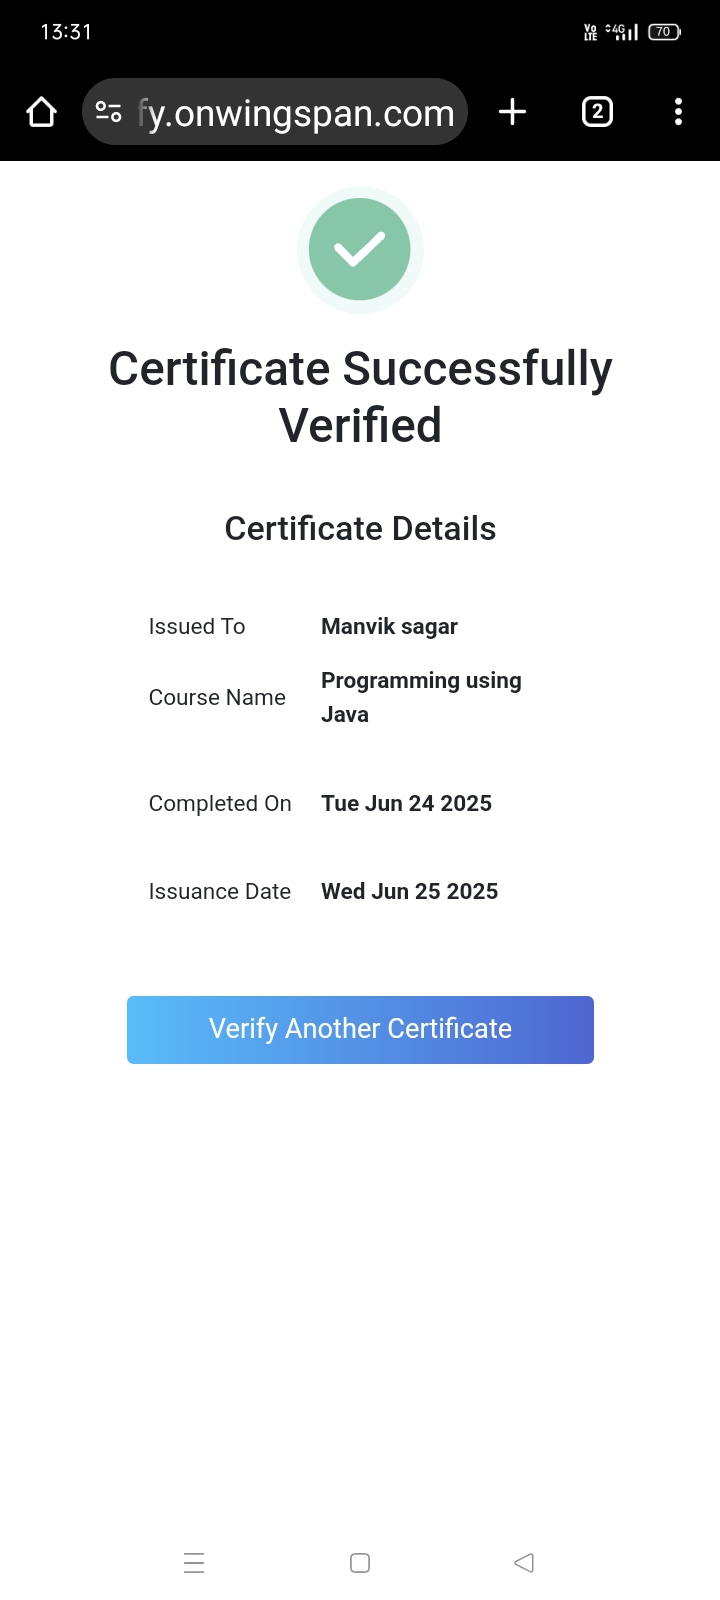 13:31
Vo LTE 4G 70
fy.onwingspan.com
2
Certificate Successfully
Verified
Certificate Details
Issued To Manvik sagar
Course Name Programming using
Java
Completed On Tue Jun 24 2025
Issuance Date Wed Jun 25 2025
Verify Another Certificate